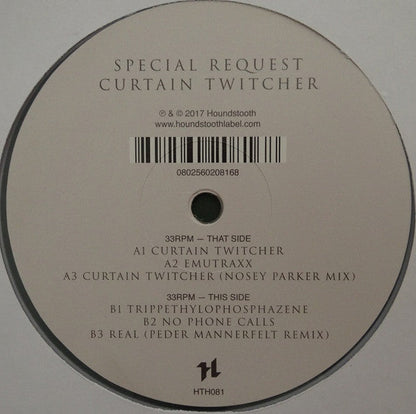 SPECIAL REQUEST
CURTAIN TWITCHER
℗ & © 2017 Houndstooth
www.houndstoothlabel.com
0802560208168
33RPM — THAT SIDE
A1 CURTAIN TWITCHER
A2 EMUTRAXX
A3 CURTAIN TWITCHER (NOSEY PARKER MIX)
33RPM — THIS SIDE
B1 TRIPPETHYLOPHOSPHAZENE
B2 NO PHONE CALLS
B3 REAL (PEDER MANNERFELT REMIX)
H
HTH081